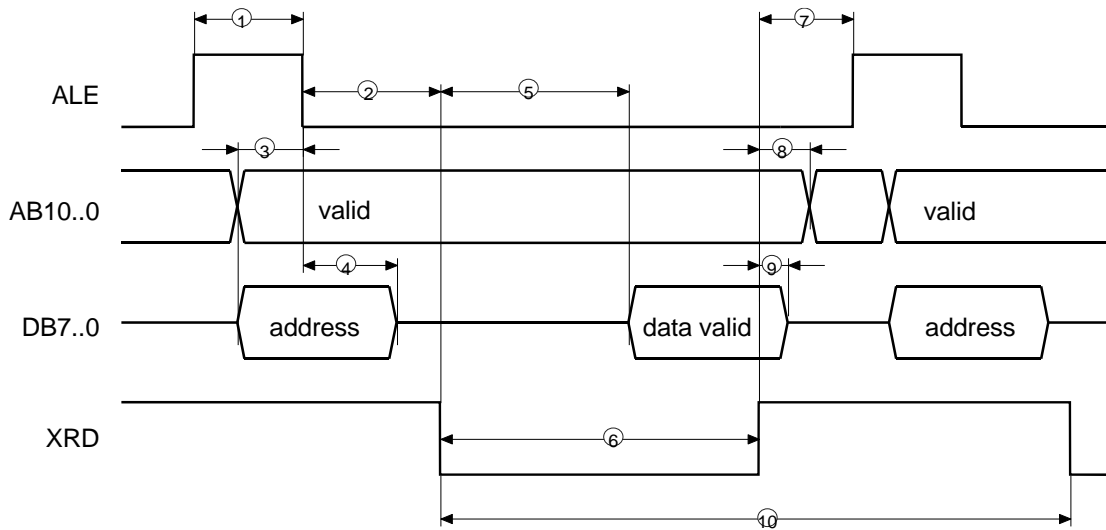 1
7
ALE
2
5
3
8
AB10..0
valid
valid
4
9
DB7..0
address
data valid
address
XRD
6
10